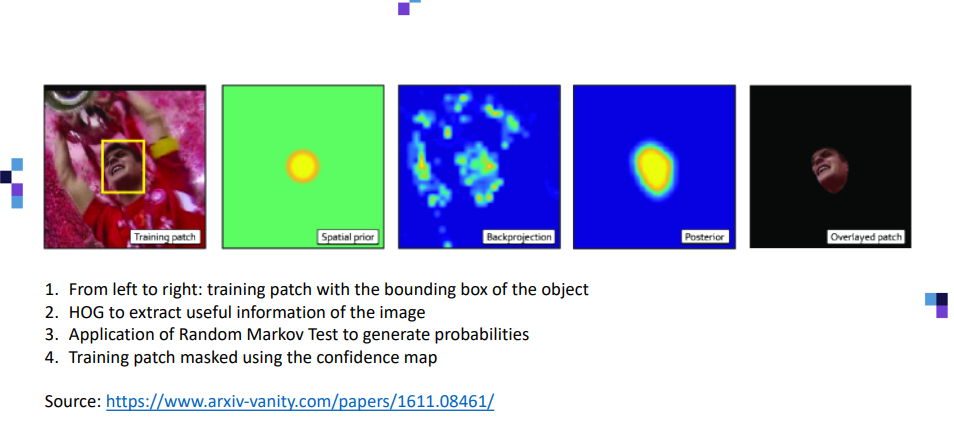 Training patch
Spatial prior
Backprojection
Posterior
Overlayed patch
1. From left to right: training patch with the bounding box of the object
2. HOG to extract useful information of the image
3. Application of Random Markov Test to generate probabilities
4. Training patch masked using the confidence map
Source: https://www.arxiv-vanity.com/papers/1611.08461/